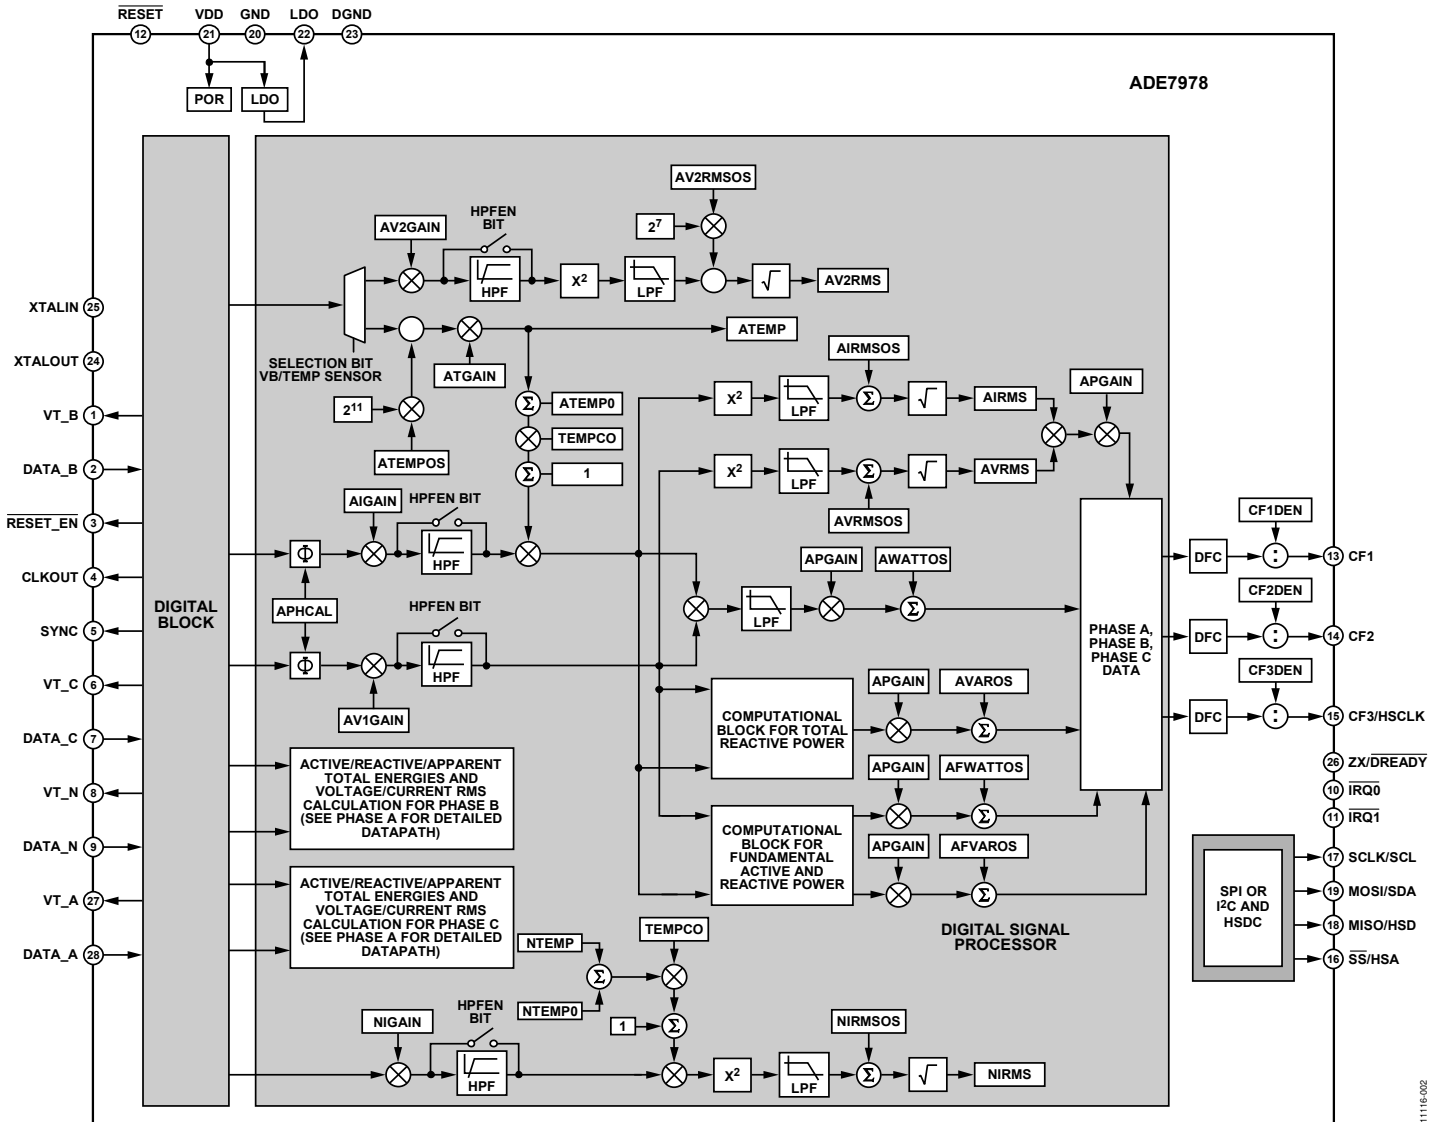 RESET VDD GND LDO DGND
12 21 20 22 23
ADE7978
POR LDO
AV2RMSOS
HPFEN
BIT
AV2GAIN
2^7
HPF
X^2
LPF
√
AV2RMS
XTALIN 25
XTALOUT 24
VT_B 1
DATA_B 2
RESET_EN 3
CLKOUT 4
SYNC 5
VT_C 6
DATA_C 7
VT_N 8
DATA_N 9
VT_A 27
DATA_A 28
DIGITAL
BLOCK
SELECTION BIT
VB/TEMP SENSOR
ATEMP
ATGAIN
2^11
ATEMPOS
Σ
ATEMP0
TEMPCO
Σ
1
AIRMSOS
X^2
LPF
Σ
√
AIRMS
APGAIN
X^2
LPF
Σ
√
AVRMS
AVRMSOS
AIGAIN
HPFEN BIT
Φ
HPF
APHCAL
HPFEN BIT
Φ
HPF
AV1GAIN
APGAIN
AWATTOS
LPF
Σ
COMPUTATIONAL
BLOCK FOR TOTAL
REACTIVE POWER
APGAIN
AVAROS
Σ
COMPUTATIONAL
BLOCK FOR
FUNDAMENTAL
ACTIVE AND
REACTIVE POWER
APGAIN
AFWATTOS
Σ
APGAIN
AFVAROS
Σ
PHASE A,
PHASE B,
PHASE C
DATA
CF1DEN
DFC
:
13 CF1
CF2DEN
DFC
:
14 CF2
CF3DEN
DFC
:
15 CF3/HSCLK
26 ZX/DREADY
10 IRQ0
11 IRQ1
SPI OR
I^2C AND
HSDC
17 SCLK/SCL
19 MOSI/SDA
18 MISO/HSD
16 SS/HSA
ACTIVE/REACTIVE/APPARENT
TOTAL ENERGIES AND
VOLTAGE/CURRENT RMS
CALCULATION FOR PHASE B
(SEE PHASE A FOR DETAILED
DATAPATH)
ACTIVE/REACTIVE/APPARENT
TOTAL ENERGIES AND
VOLTAGE/CURRENT RMS
CALCULATION FOR PHASE C
(SEE PHASE A FOR DETAILED
DATAPATH)
DIGITAL SIGNAL
PROCESSOR
TEMPCO
NTEMP
Σ
NTEMP0
1
Σ
HPFEN
BIT
NIGAIN
HPF
X^2
LPF
NIRMSOS
Σ
√
NIRMS
11116-002